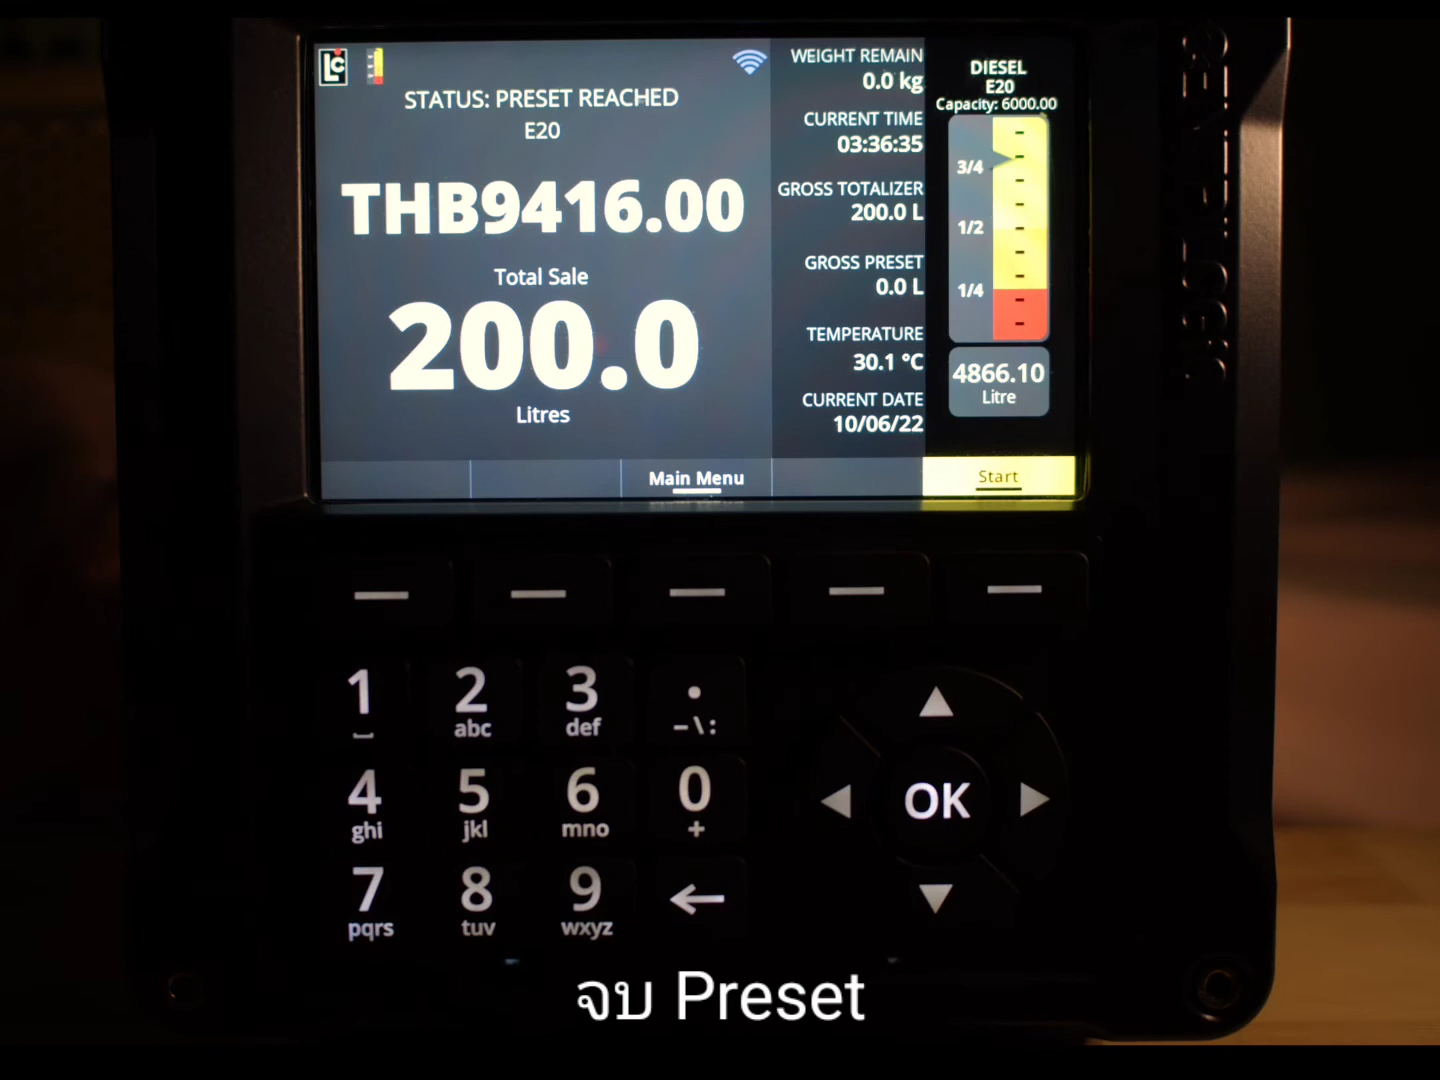 LC
STATUS: PRESET REACHED
E20
THB9416.00
Total Sale
200.0
Litres
WEIGHT REMAIN
0.0 kg
CURRENT TIME
03:36:35
GROSS TOTALIZER
200.0 L
GROSS PRESET
0.0 L
TEMPERATURE
30.1 °C
CURRENT DATE
10/06/22
DIESEL
E20
Capacity: 6000.00
3/4
1/2
1/4
4866.10
Litre
Main Menu
Start
1 2 3 .
abc def -\:
4 5 6 0
ghi jkl mno +
7 8 9
pqrs tuv wxyz
OK
จบ Preset